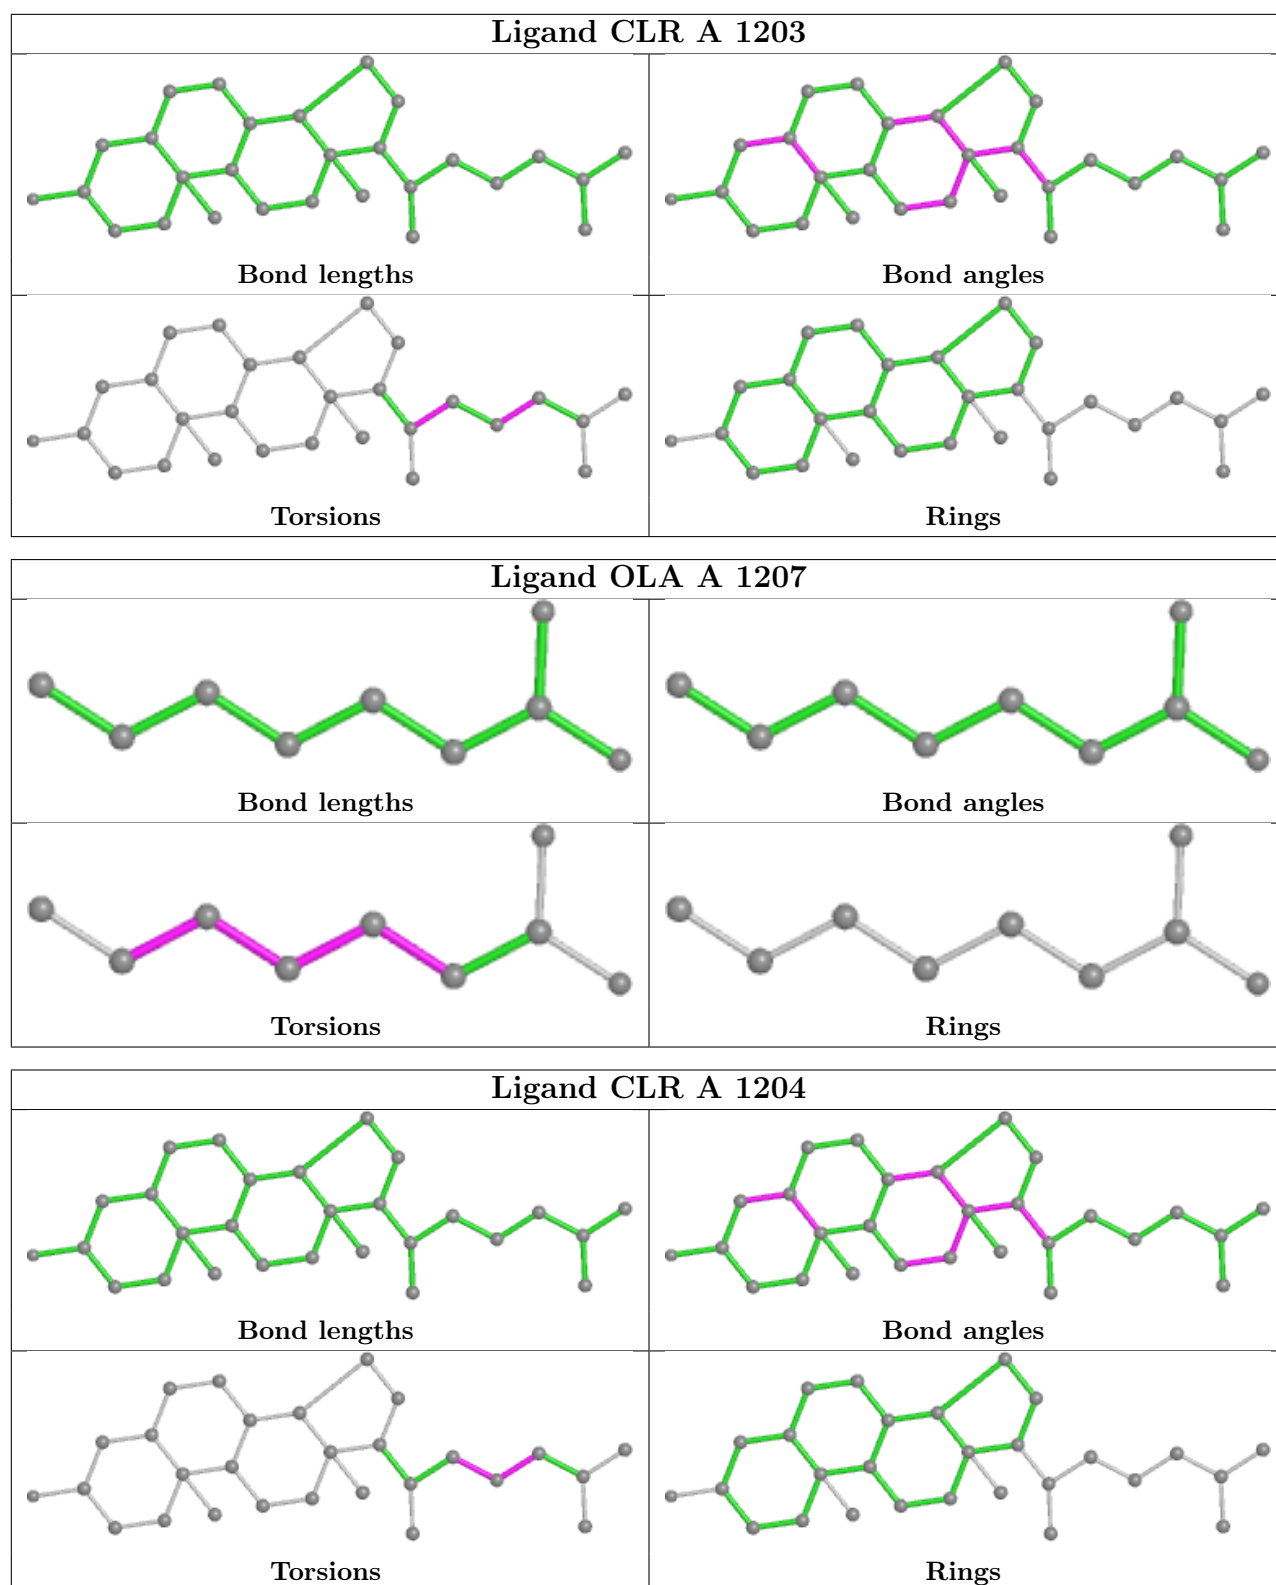 Ligand CLR A 1203
Bond lengths
Bond angles
Torsions
Rings
Ligand OLA A 1207
Bond lengths
Bond angles
Torsions
Rings
Ligand CLR A 1204
Bond lengths
Bond angles
Torsions
Rings